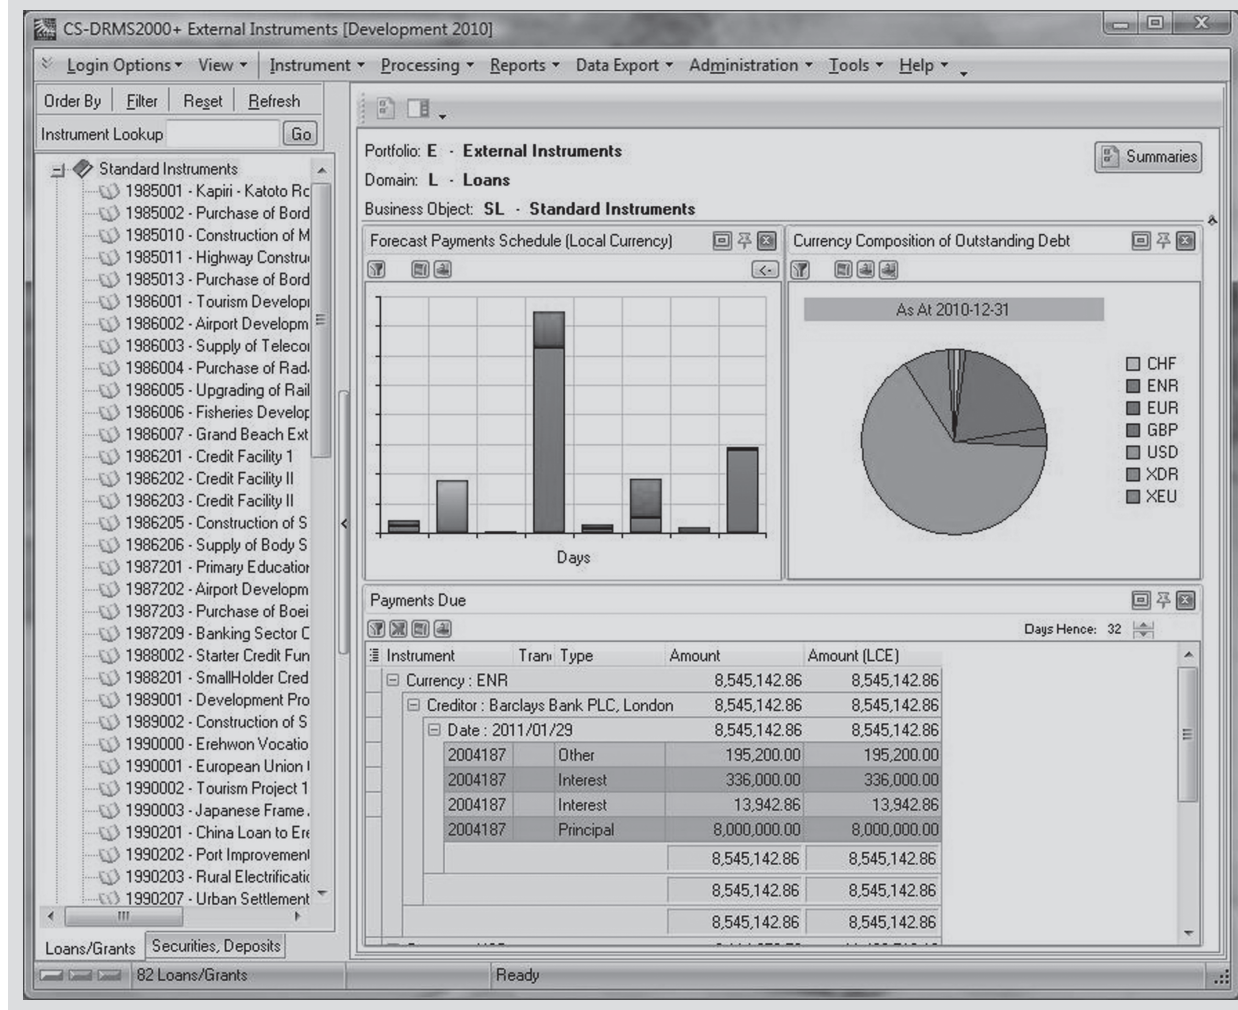 CS-DRMS2000+ External Instruments [Development 2010]
Login Options View Instrument Processing Reports Data Export Administration Tools Help
Order By Filter Reset Refresh
Instrument Lookup Go
Standard Instruments
1985001 - Kapiri - Katoto Rc
1985002 - Purchase of Bord
1985010 - Construction of M
1985011 - Highway Constru
1985013 - Purchase of Bord
1986001 - Tourism Develop
1986002 - Airport Developm
1986003 - Supply of Teleco
1986004 - Purchase of Rad
1986005 - Upgrading of Rail
1986006 - Fisheries Develop
1986007 - Grand Beach Ext
1986201 - Credit Facility 1
1986202 - Credit Facility II
1986203 - Credit Facility II
1986205 - Construction of S
1986206 - Supply of Body S
1987201 - Primary Education
1987202 - Airport Developm
1987203 - Purchase of Boei
1987209 - Banking Sector C
1988002 - Starter Credit Fun
1988201 - SmallHolder Cred
1989001 - Development Pro
1989002 - Construction of S
1990000 - Erehwon Vocatio
1990001 - European Union
1990002 - Tourism Project 1
1990003 - Japanese Frame
1990201 - China Loan to Ere
1990202 - Port Improvement
1990203 - Rural Electrificatio
1990207 - Urban Settlement
Loans/Grants Securities, Deposits
82 Loans/Grants Ready
Portfolio: E - External Instruments
Summaries
Domain: L - Loans
Business Object: SL - Standard Instruments
Forecast Payments Schedule (Local Currency)
<-
Days
Currency Composition of Outstanding Debt
As At 2010-12-31
CHF
ENR
EUR
GBP
USD
XDR
XEU
Payments Due
Days Hence: 32
Instrument Tran Type Amount Amount (LCE)
Currency : ENR 8,545,142.86 8,545,142.86
Creditor : Barclays Bank PLC, London 8,545,142.86 8,545,142.86
Date : 2011/01/29 8,545,142.86 8,545,142.86
2004187 Other 195,200.00 195,200.00
2004187 Interest 336,000.00 336,000.00
2004187 Interest 13,942.86 13,942.86
2004187 Principal 8,000,000.00 8,000,000.00
8,545,142.86 8,545,142.86
8,545,142.86 8,545,142.86
8,545,142.86 8,545,142.86